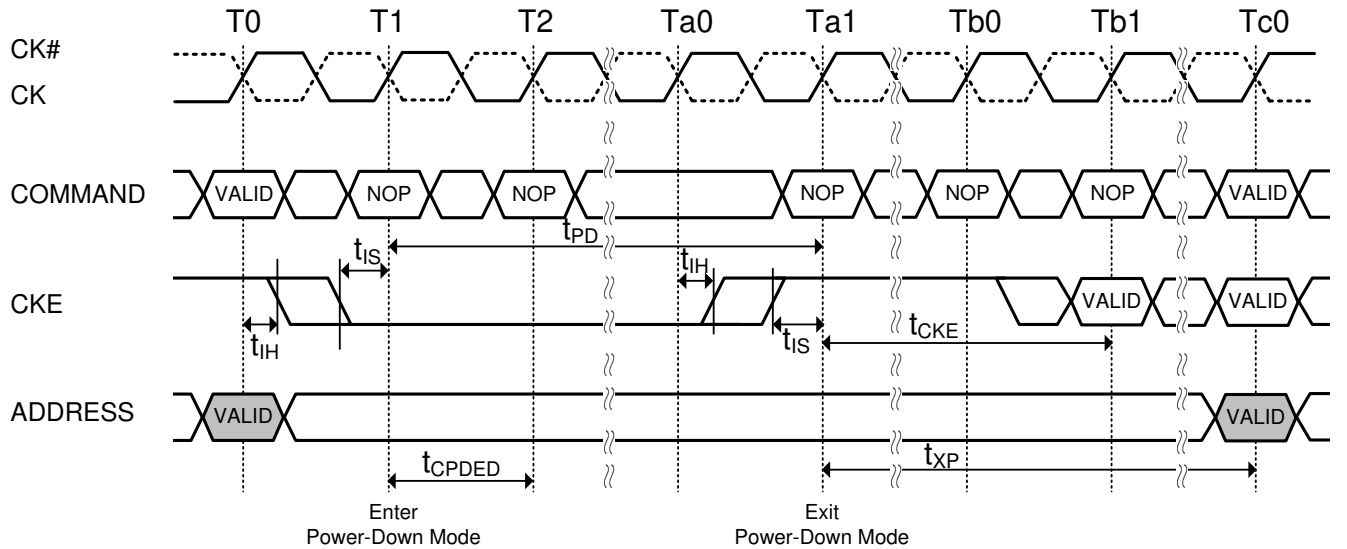 T0 T1 T2 Ta0 Ta1 Tb0 Tb1 Tc0
CK#
CK
COMMAND VALID NOP NOP NOP NOP NOP VALID
tPD
tIS tIH
CKE VALID VALID
tIH tIS tCKE
ADDRESS VALID VALID
tCPDED tXP
Enter
Power-Down Mode
Exit
Power-Down Mode